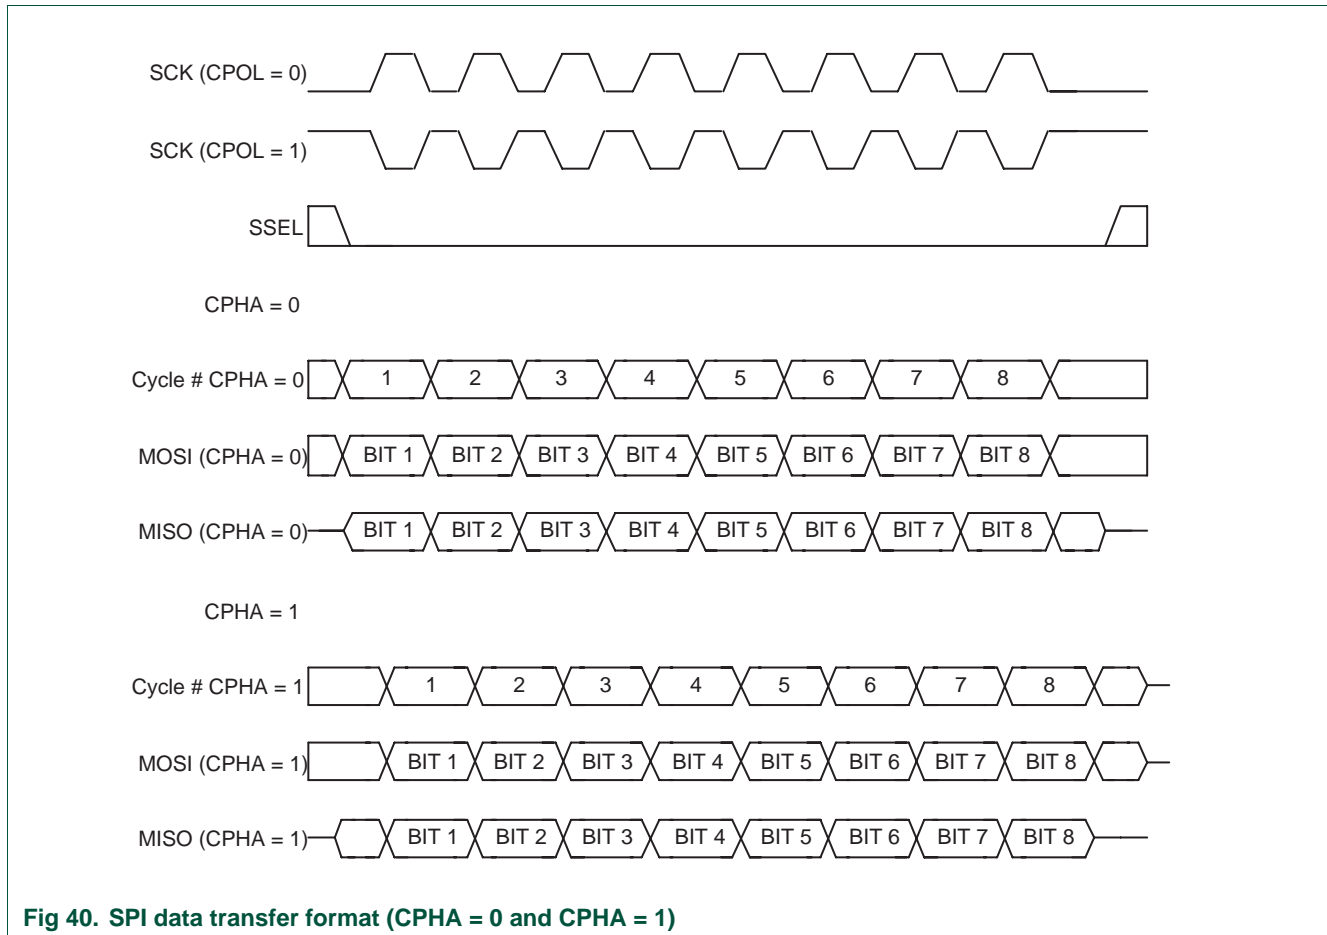 SCK (CPOL = 0)
SCK (CPOL = 1)
SSEL
CPHA = 0
Cycle # CPHA = 0 1 2 3 4 5 6 7 8
MOSI (CPHA = 0) BIT 1 BIT 2 BIT 3 BIT 4 BIT 5 BIT 6 BIT 7 BIT 8
MISO (CPHA = 0) BIT 1 BIT 2 BIT 3 BIT 4 BIT 5 BIT 6 BIT 7 BIT 8
CPHA = 1
Cycle # CPHA = 1 1 2 3 4 5 6 7 8
MOSI (CPHA = 1) BIT 1 BIT 2 BIT 3 BIT 4 BIT 5 BIT 6 BIT 7 BIT 8
MISO (CPHA = 1) BIT 1 BIT 2 BIT 3 BIT 4 BIT 5 BIT 6 BIT 7 BIT 8
Fig 40. SPI data transfer format (CPHA = 0 and CPHA = 1)